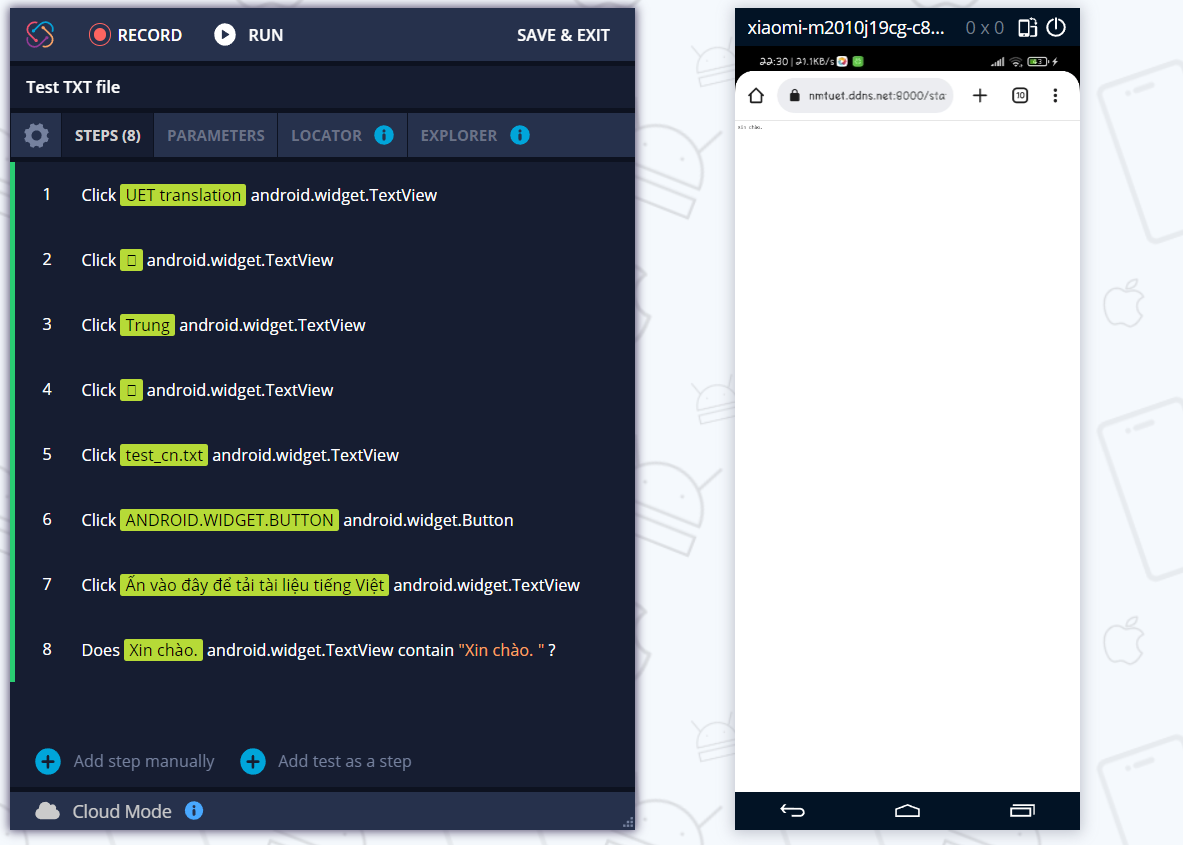 RECORD RUN SAVE & EXIT
Test TXT file
STEPS (8) PARAMETERS LOCATOR i EXPLORER i
1 Click UET translation android.widget.TextView
2 Click android.widget.TextView
3 Click Trung android.widget.TextView
4 Click android.widget.TextView
5 Click test_cn.txt android.widget.TextView
6 Click ANDROID.WIDGET.BUTTON android.widget.Button
7 Click Ấn vào đây để tải tài liệu tiếng Việt android.widget.TextView
8 Does Xin chào. android.widget.TextView contain "Xin chào. " ?
Add step manually Add test as a step
Cloud Mode i
xiaomi-m2010j19cg-c8... 0 x 0
22:30 | 21.1KB/s 63
nmtuet.ddns.net:8000/sta 10
Xin chào.